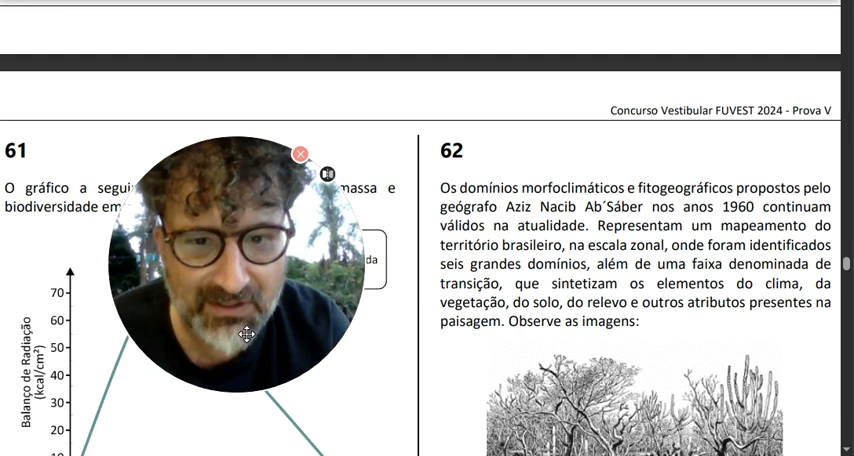 Concurso Vestibular FUVEST 2024 - Prova V
61
O gráfico a segui massa e
biodiversidade em
da
70
60
50
40
30
20
10
Balanço de Radiação
(kcal/cm²)
62
Os domínios morfoclimáticos e fitogeográficos propostos pelo
geógrafo Aziz Nacib Ab´Sáber nos anos 1960 continuam
válidos na atualidade. Representam um mapeamento do
território brasileiro, na escala zonal, onde foram identificados
seis grandes domínios, além de uma faixa denominada de
transição, que sintetizam os elementos do clima, da
vegetação, do solo, do relevo e outros atributos presentes na
paisagem. Observe as imagens: